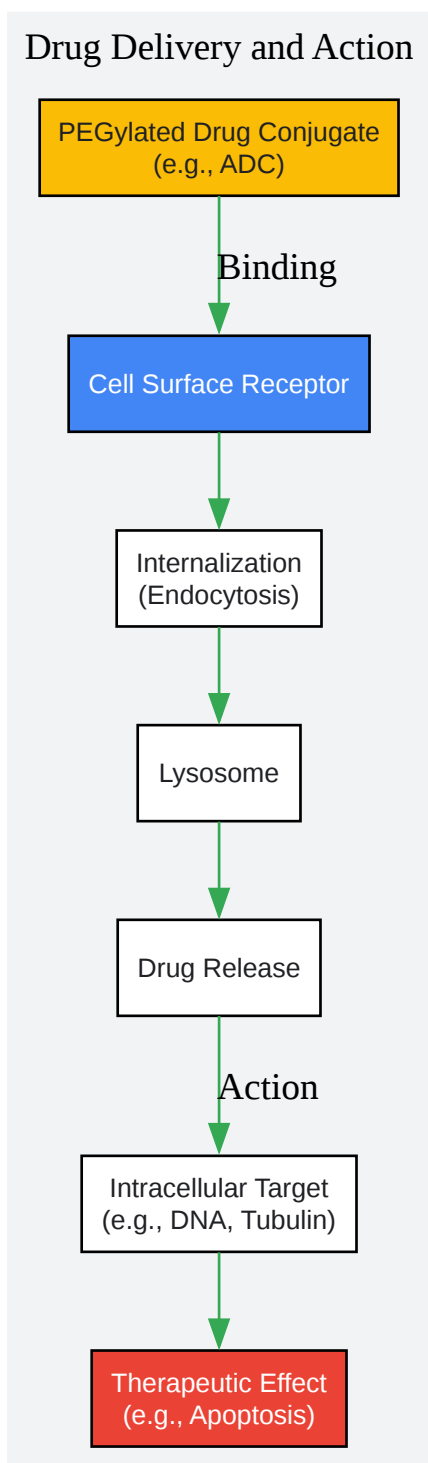 Drug Delivery and Action
PEGylated Drug Conjugate
(e.g., ADC)
Binding
Cell Surface Receptor
Internalization
(Endocytosis)
Lysosome
Drug Release
Action
Intracellular Target
(e.g., DNA, Tubulin)
Therapeutic Effect
(e.g., Apoptosis)